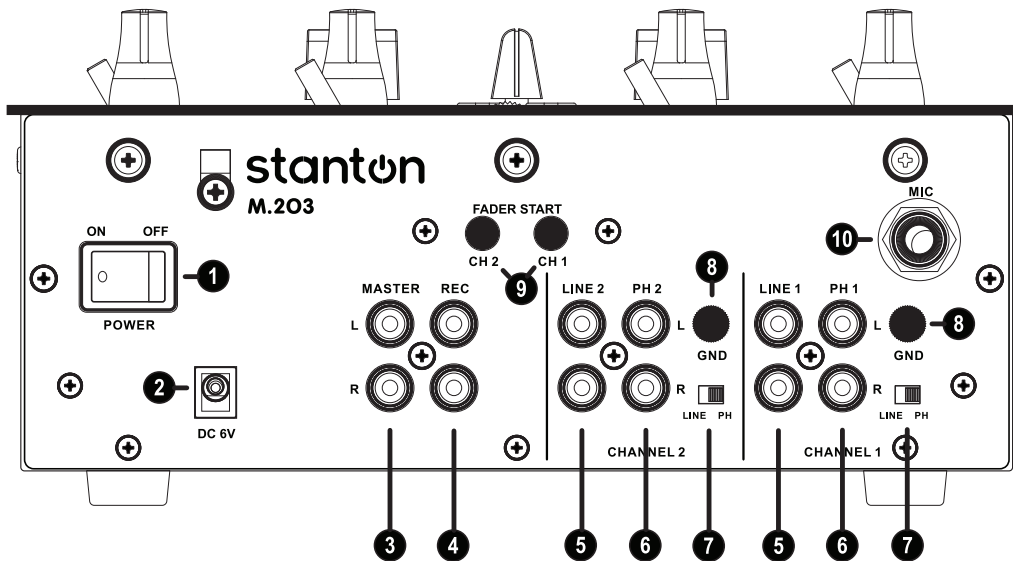 stanton
M.203
MIC
FADER START
ON OFF
10
1
CH 2 CH 1
8
9
MASTER REC LINE 2 PH 2 LINE 1 PH 1
POWER
L L L 8
GND GND
2
R R R
DC 6V
LINE PH LINE PH
CHANNEL 2 CHANNEL 1
3 4 5 6 7 5 6 7